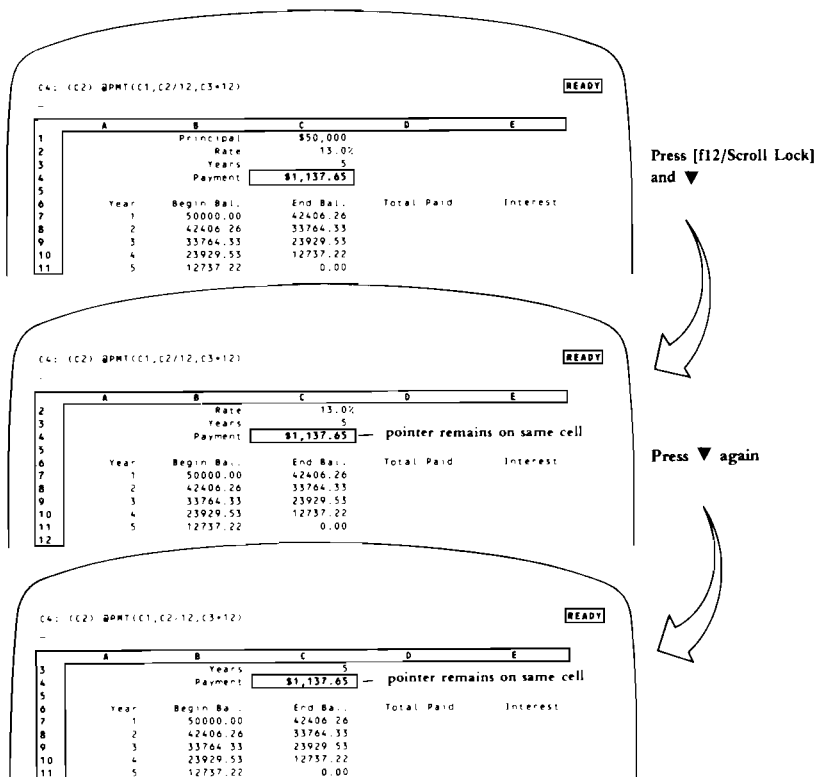 C4: (C2) @PMT(C1,C2/12,C3*12) READY
A B C D E
1 Principal $50,000
2 Rate 13.0%
3 Years 5
4 Payment $1,137.65
5
6 Year Begin Bal. End Bal. Total Paid Interest
7 1 50000.00 42406.26
8 2 42406.26 33764.33
9 3 33764.33 23929.53
10 4 23929.53 12737.22
11 5 12737.22 0.00
Press [f12/Scroll Lock]
and ▼
C4: (C2) @PMT(C1,C2/12,C3*12) READY
A B C D E
2 Rate 13.0%
3 Years 5
4 Payment $1,137.65 pointer remains on same cell
5
6 Year Begin Bal. End Bal. Total Paid Interest
7 1 50000.00 42406.26
8 2 42406.26 33764.33
9 3 33764.33 23929.53
10 4 23929.53 12737.22
11 5 12737.22 0.00
12
Press ▼ again
C4: (C2) @PMT(C1,C2/12,C3*12) READY
A B C D E
3 Years 5
4 Payment $1,137.65 pointer remains on same cell
5
6 Year Begin Ba.. End Ba.. Total Paid Interest
7 1 50000.00 42406.26
8 2 42406.26 33764.33
9 3 33764.33 23929.53
10 4 23929.53 12737.22
11 5 12737.22 0.00